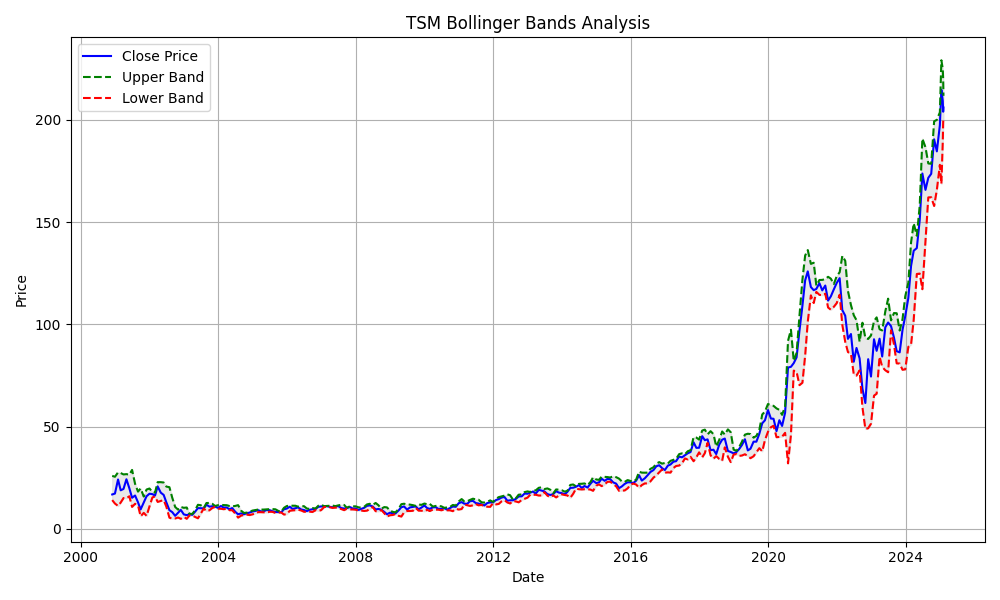 TSM Bollinger Bands Analysis
Close Price
Upper Band
Lower Band
Price
200
150
100
50
0
2000 2004 2008 2012 2016 2020 2024
Date